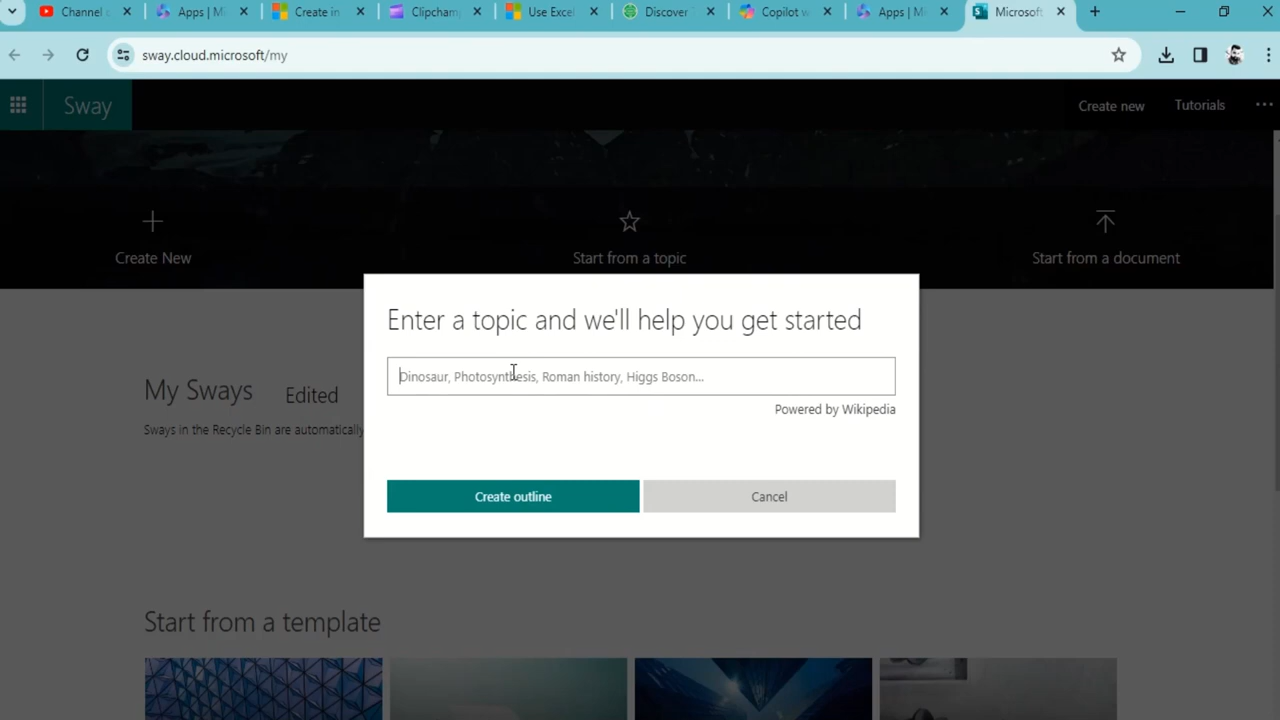 Channel
Apps | Mi
Create in
Clipcham
Use Exce
Discover
Copilot w
Apps | Mi
Microsoft
sway.cloud.microsoft/my
Sway
Create new
Tutorials
Create New
Start from a topic
Start from a document
Enter a topic and we'll help you get started
Dinosaur, Photosynthesis, Roman history, Higgs Boson...
Powered by Wikipedia
My Sways
Edited
Sways in the Recycle Bin are automatically
Create outline
Cancel
Start from a template